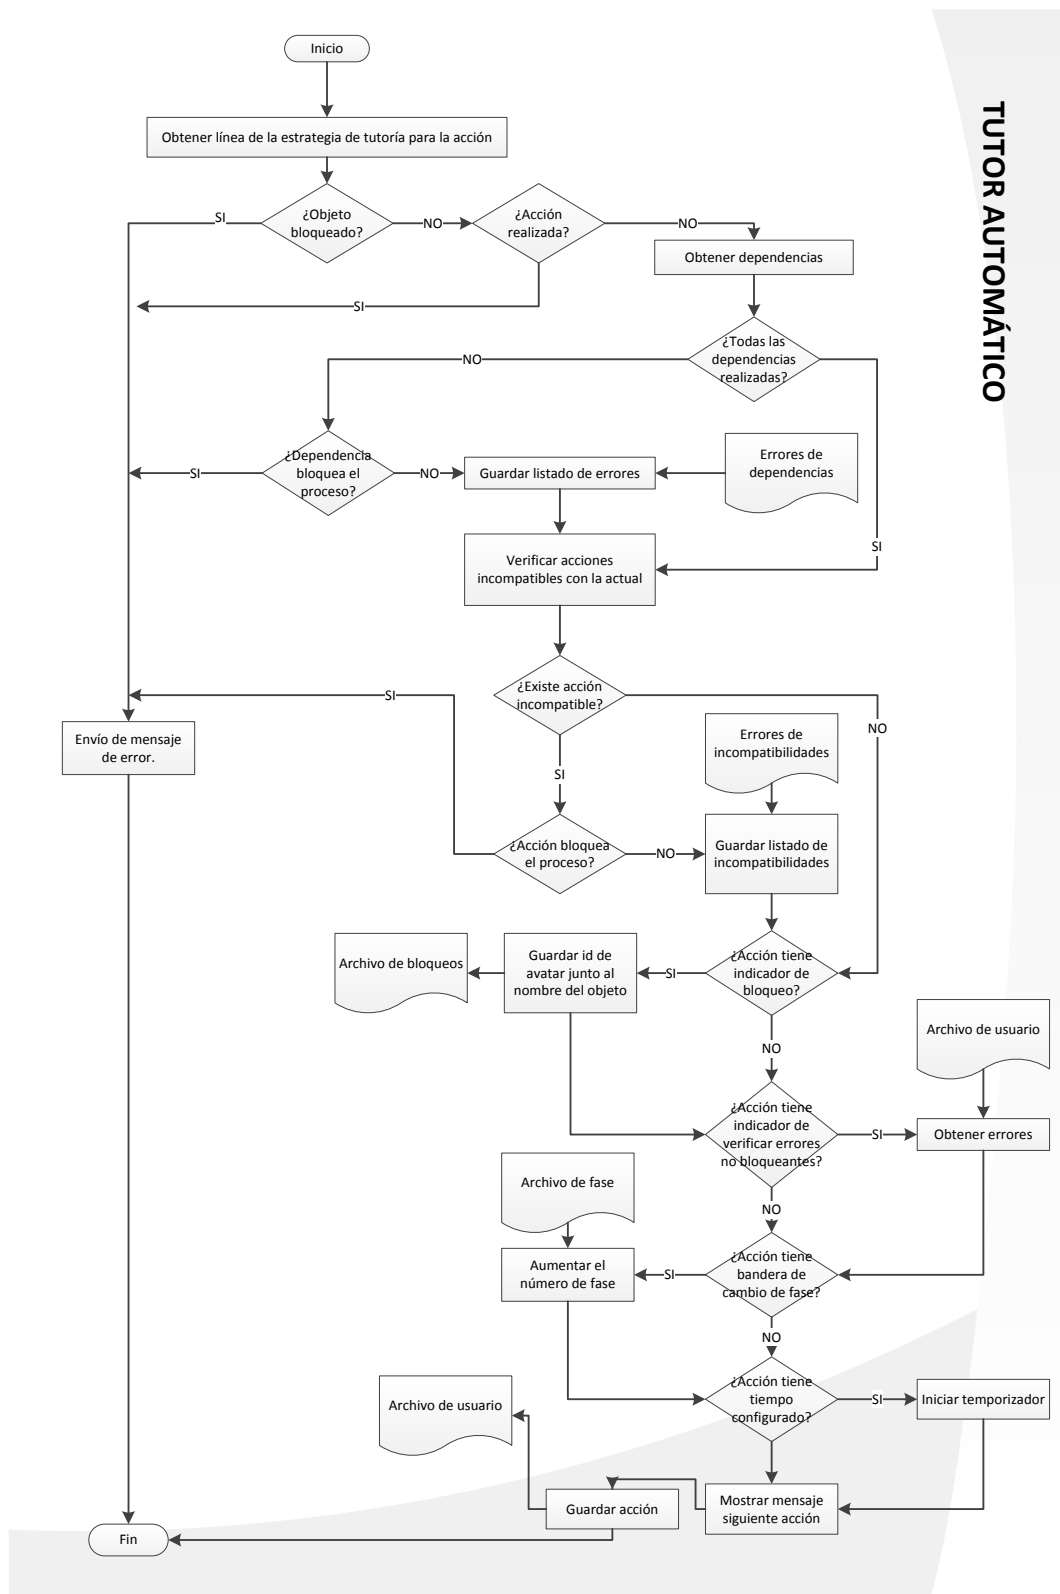 TUTOR AUTOMÁTICO
Inicio
Obtener línea de la estrategia de tutoría para la acción
¿Objeto
bloqueado?
SI
NO
¿Acción
realizada?
NO
SI
Obtener dependencias
¿Todas las
dependencias
realizadas?
NO
SI
¿Dependencia
bloquea el
proceso?
SI
NO
Guardar listado de errores
Errores de
dependencias
Verificar acciones
incompatibles con la actual
¿Existe acción
incompatible?
SI
NO
SI
Envío de mensaje
de error.
Errores de
incompatibilidades
¿Acción bloquea
el proceso?
NO
Guardar listado de
incompatibilidades
Archivo de bloqueos
Guardar id de
avatar junto al
nombre del objeto
SI
¿Acción tiene
indicador de
bloqueo?
NO
Archivo de usuario
¿Acción tiene
indicador de
verificar errores
no bloqueantes?
SI
Obtener errores
NO
Archivo de fase
Aumentar el
número de fase
SI
¿Acción tiene
bandera de
cambio de fase?
NO
¿Acción tiene
tiempo
configurado?
SI
Iniciar temporizador
Archivo de usuario
Guardar acción
Mostrar mensaje
siguiente acción
Fin